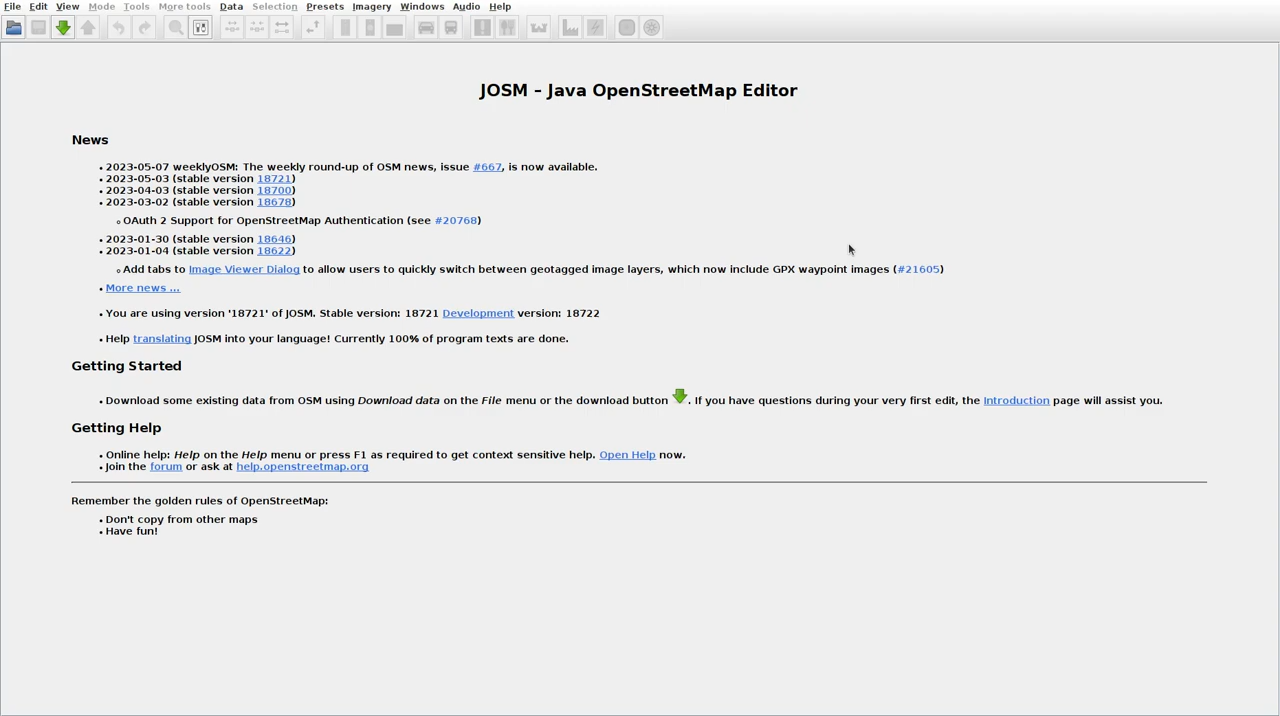 File Edit View Mode Tools More tools Data Selection Presets Imagery Windows Audio Help
JOSM – Java OpenStreetMap Editor
News
2023-05-07 weeklyOSM: The weekly round-up of OSM news, issue #667, is now available.
2023-05-03 (stable version 18721)
2023-04-03 (stable version 18700)
2023-03-02 (stable version 18678)
OAuth 2 Support for OpenStreetMap Authentication (see #20768)
2023-01-30 (stable version 18646)
2023-01-04 (stable version 18622)
Add tabs to Image Viewer Dialog to allow users to quickly switch between geotagged image layers, which now include GPX waypoint images (#21605)
More news ...
You are using version '18721' of JOSM. Stable version: 18721 Development version: 18722
Help translating JOSM into your language! Currently 100% of program texts are done.
Getting Started
Download some existing data from OSM using Download data on the File menu or the download button . If you have questions during your very first edit, the Introduction page will assist you.
Getting Help
Online help: Help on the Help menu or press F1 as required to get context sensitive help. Open Help now.
Join the forum or ask at help.openstreetmap.org
Remember the golden rules of OpenStreetMap:
Don't copy from other maps
Have fun!